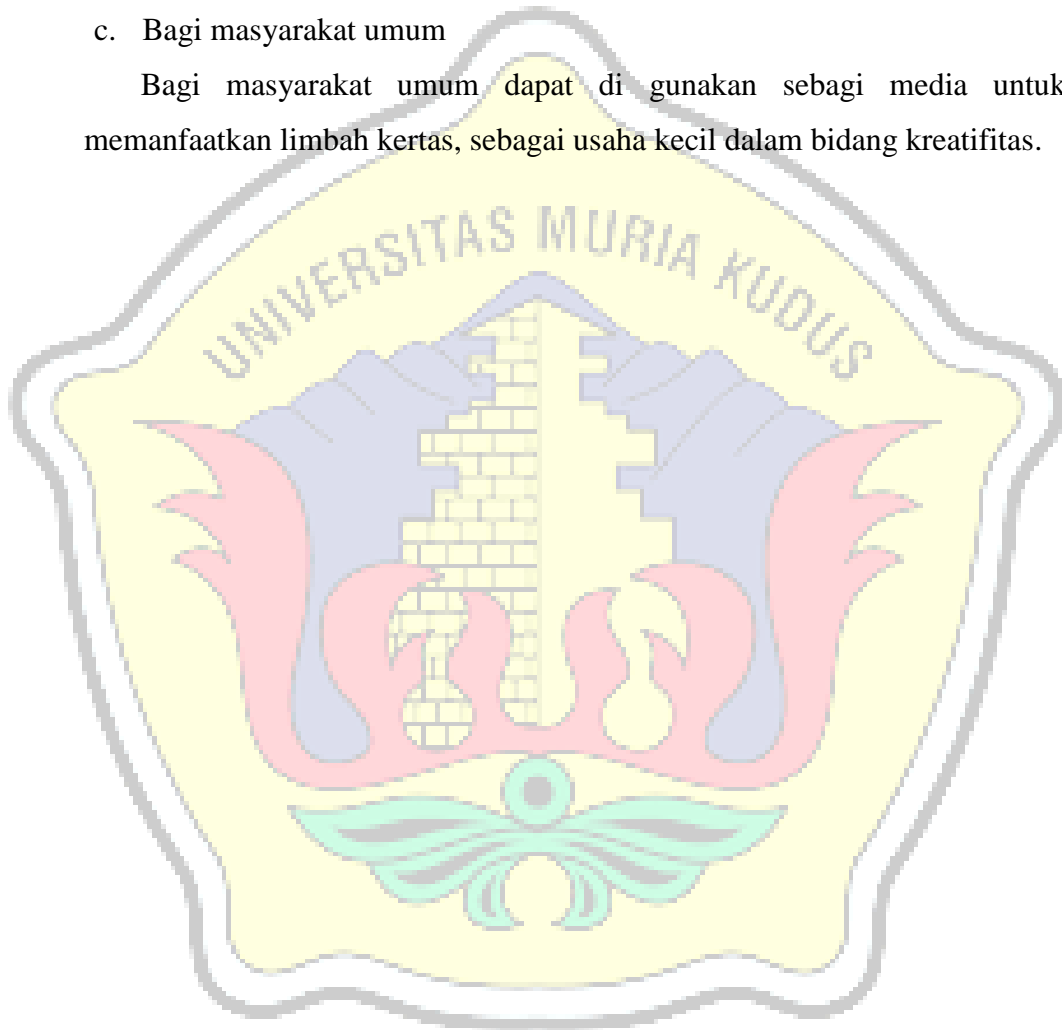 c. Bagi masyarakat umum
Bagi masyarakat umum dapat di gunakan sebagi media untuk
memanfaatkan limbah kertas, sebagai usaha kecil dalam bidang kreatifitas.
UNIVERSITAS MURIA KUDUS